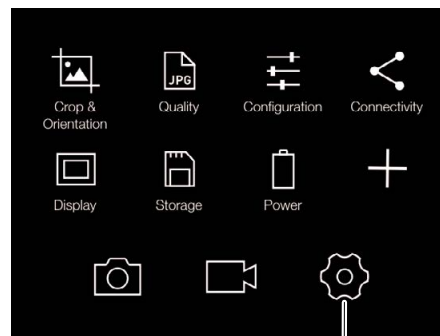 JPG
Crop &
Orientation
Quality
Configuration
Connectivity
Display
Storage
Power